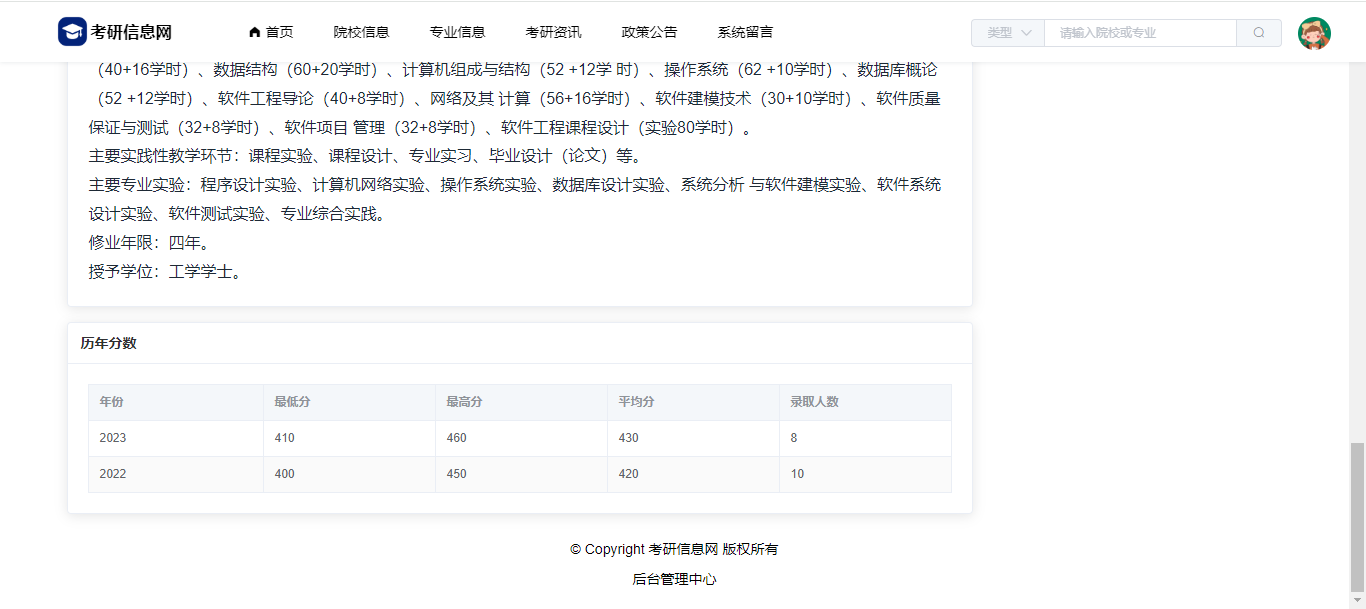 考研信息网 首页 院校信息 专业信息 考研资讯 政策公告 系统留言 类型 请输入院校或专业
（40+16学时）、数据结构（60+20学时）、计算机组成与结构（52 +12学 时）、操作系统（62 +10学时）、数据库概论
（52 +12学时）、软件工程导论（40+8学时）、网络及其 计算（56+16学时）、软件建模技术（30+10学时）、软件质量
保证与测试（32+8学时）、软件项目 管理（32+8学时）、软件工程课程设计（实验80学时）。
主要实践性教学环节：课程实验、课程设计、专业实习、毕业设计（论文）等。
主要专业实验：程序设计实验、计算机网络实验、操作系统实验、数据库设计实验、系统分析 与软件建模实验、软件系统
设计实验、软件测试实验、专业综合实践。
修业年限：四年。
授予学位：工学学士。
历年分数
年份 最低分 最高分 平均分 录取人数
2023 410 460 430 8
2022 400 450 420 10
© Copyright 考研信息网 版权所有
后台管理中心